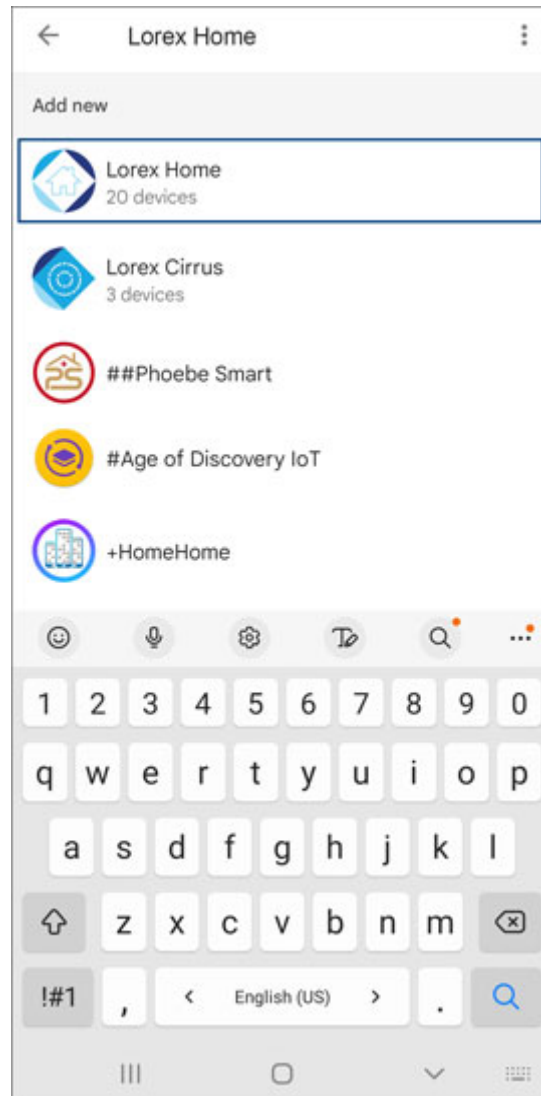 Lorex Home
Add new
Lorex Home
20 devices
Lorex Cirrus
3 devices
##Phoebe Smart
#Age of Discovery IoT
+HomeHome
1 2 3 4 5 6 7 8 9 0
q w e r t y u i o p
a s d f g h j k l
z x c v b n m
!#1 , < English (US) > .